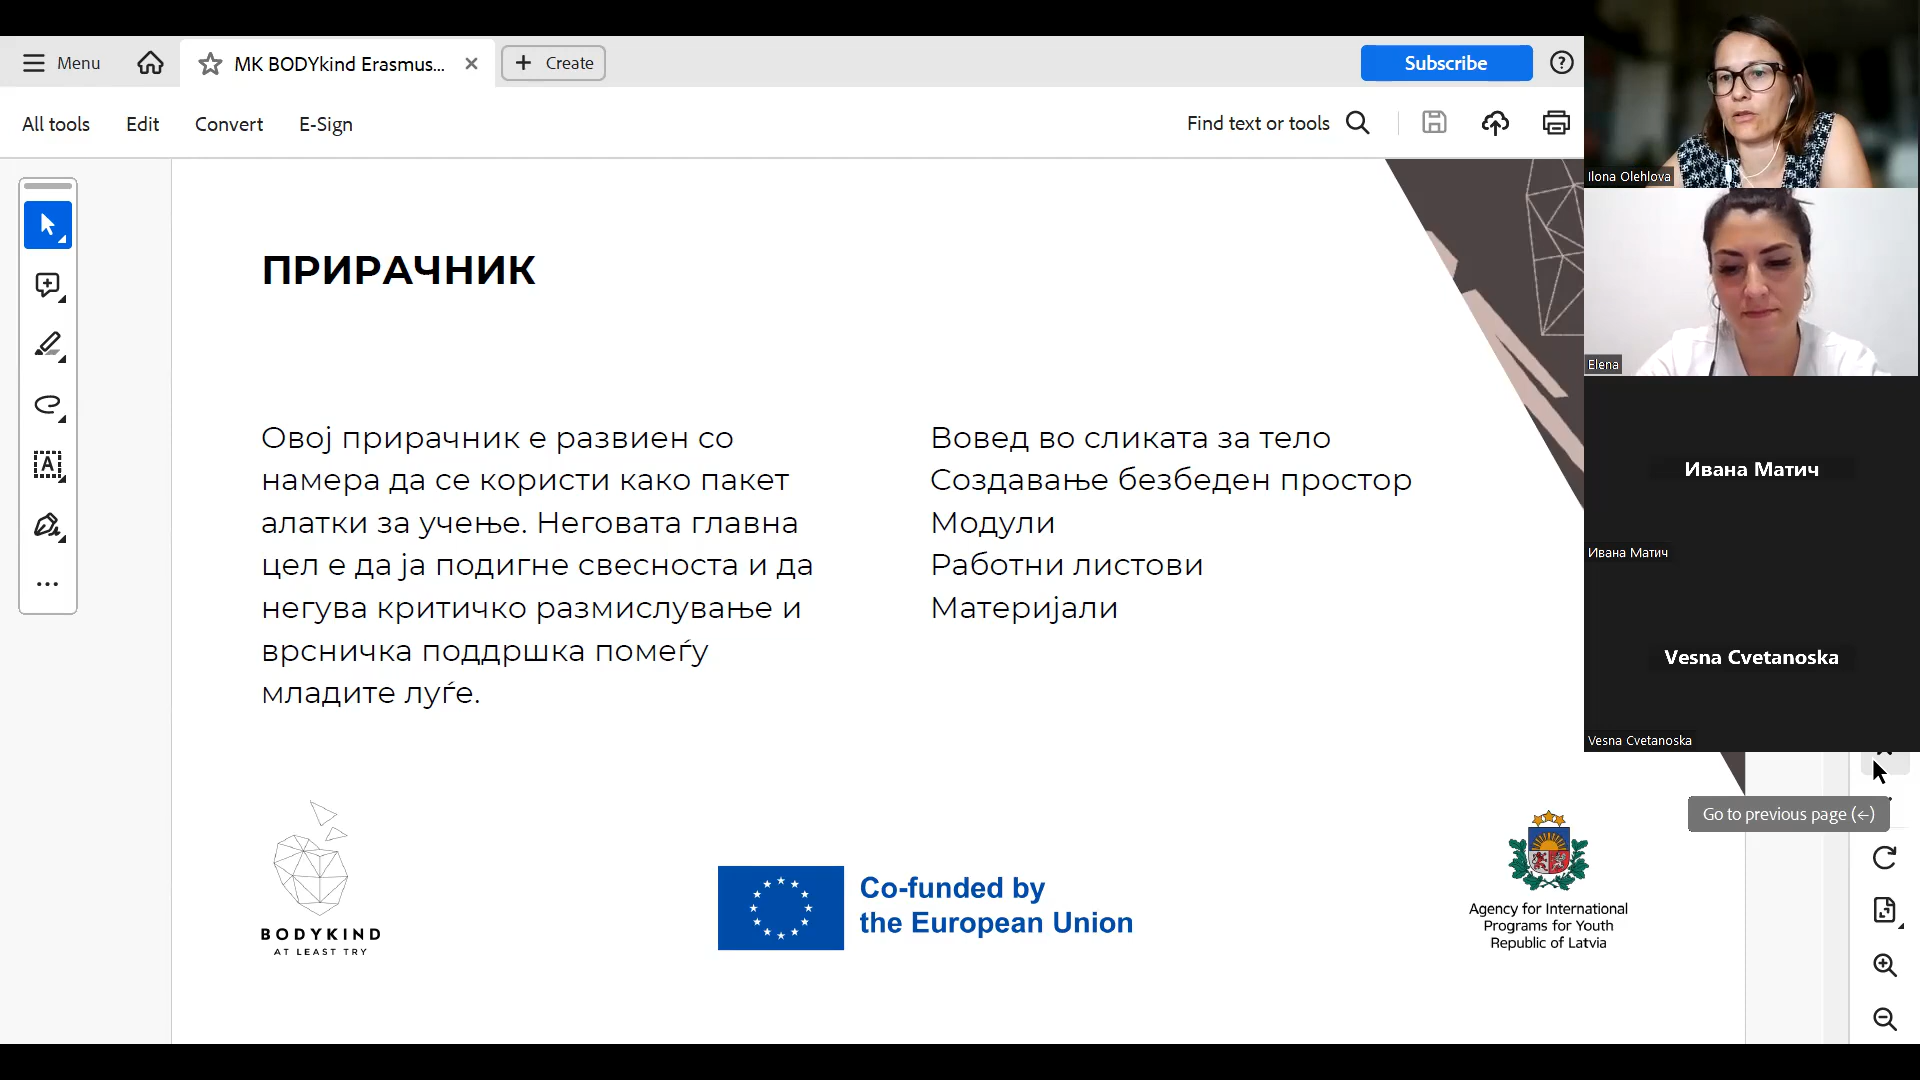 Menu
MK BODYkind Erasmus...
Create
Subscribe
All tools
Edit
Convert
E-Sign
Find text or tools
ПРИРАЧНИК
Овој прирачник е развиен со
намера да се користи како пакет
алатки за учење. Неговата главна
цел е да ја подигне свесноста и да
негува критичко размислување и
врсничка поддршка помеѓу
младите луѓе.
Вовед во сликата за тело
Создавање безбеден простор
Модули
Работни листови
Материјали
BODYKIND
AT LEAST TRY
Co-funded by
the European Union
Agency for International
Programs for Youth
Republic of Latvia
Go to previous page (←)
Ilona Olehlova
Elena
Ивана Матич
Ивана Матич
Vesna Cvetanoska
Vesna Cvetanoska